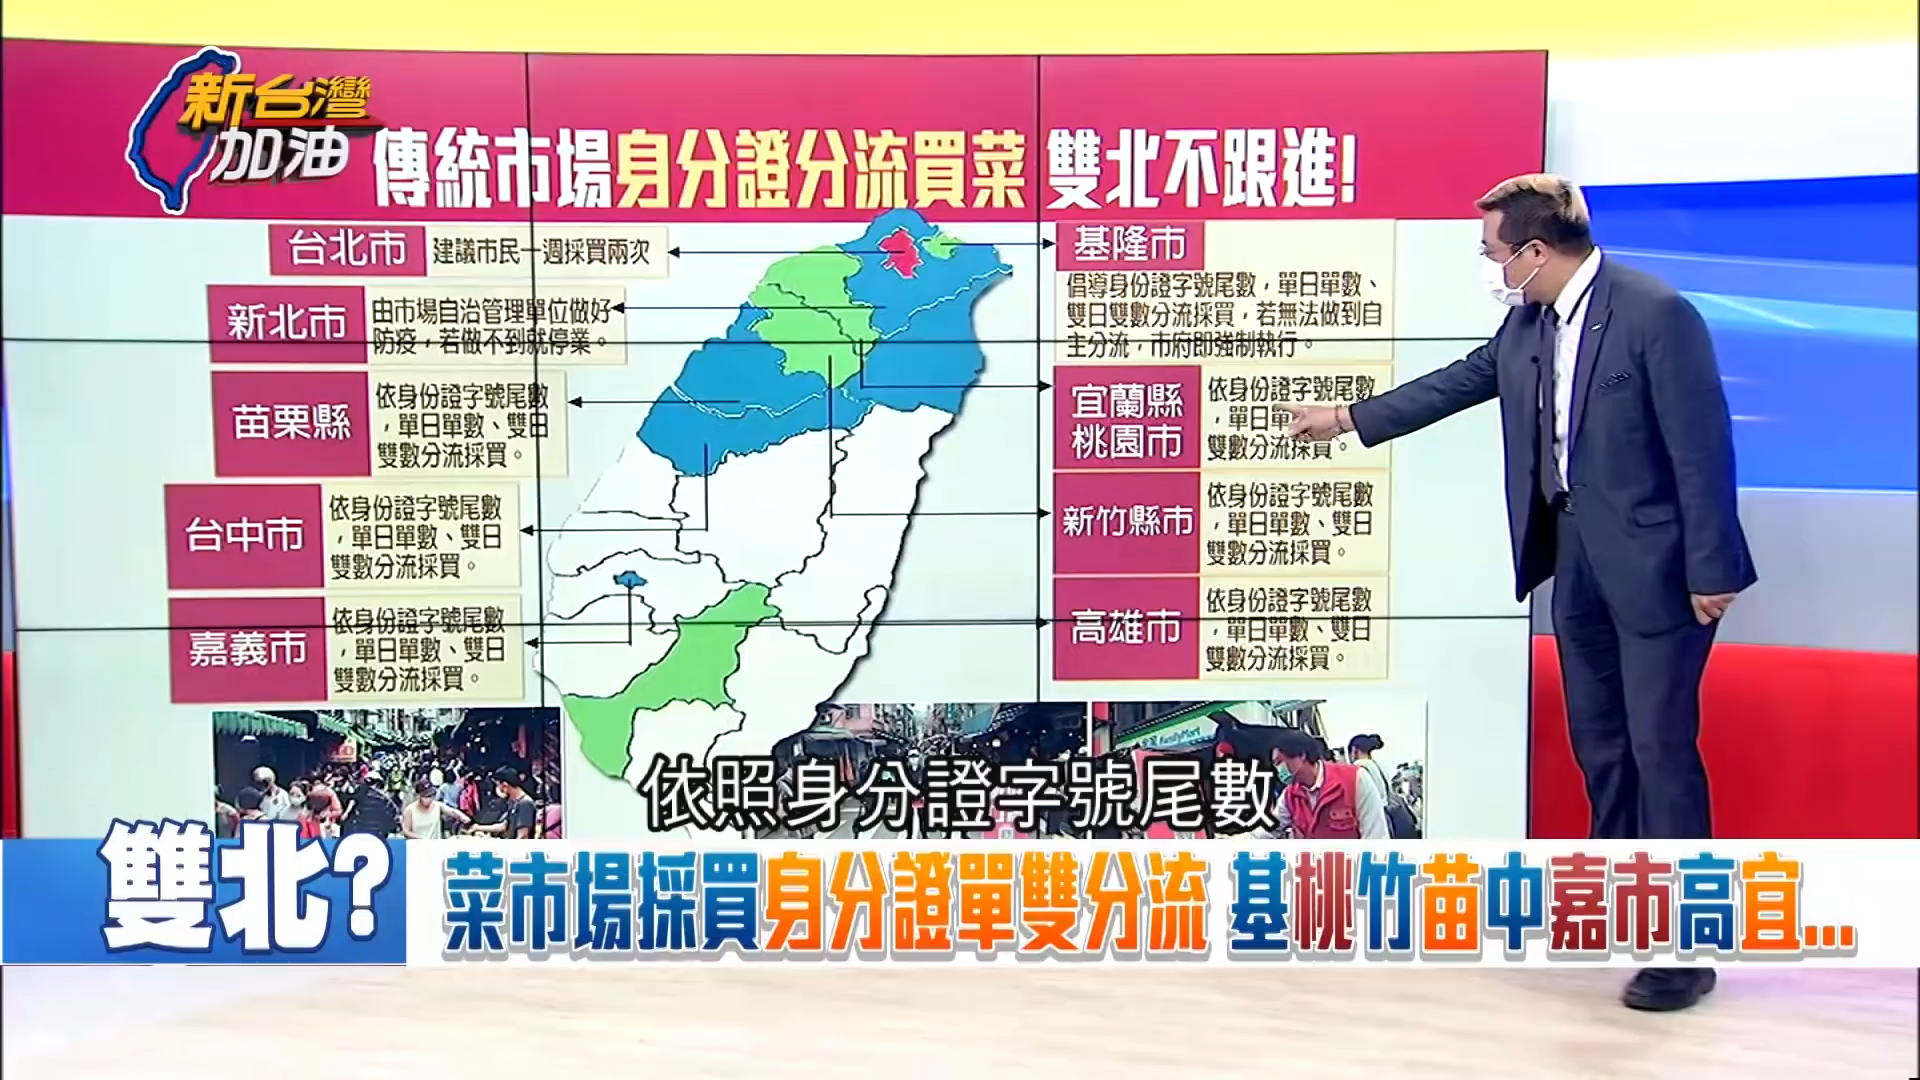 新台灣
加油
傳統市場身分證分流買菜 雙北不跟進!
台北市
建議市民一週採買兩次
新北市
由市場自治管理單位做好
防疫，若做不到就停業。
苗栗縣
依身份證字號尾數
，單日單數、雙日
雙數分流採買。
台中市
依身份證字號尾數
，單日單數、雙日
雙數分流採買。
嘉義市
依身份證字號尾數
，單日單數、雙日
雙數分流採買。
基隆市
倡導身份證字號尾數，單日單數、
雙日雙數分流採買，若無法做到自
主分流，市府即強制執行。
宜蘭縣
桃園市
依身份證字號尾數
，單日單
雙數分流採買。
新竹縣市
依身份證字號尾數
，單日單數、雙日
雙數分流採買。
高雄市
依身份證字號尾數
，單日單數、雙日
雙數分流採買。
FamilyMart
依照身分證字號尾數
雙北?
菜市場採買身分證單雙分流 基桃竹苗中嘉市高宜...